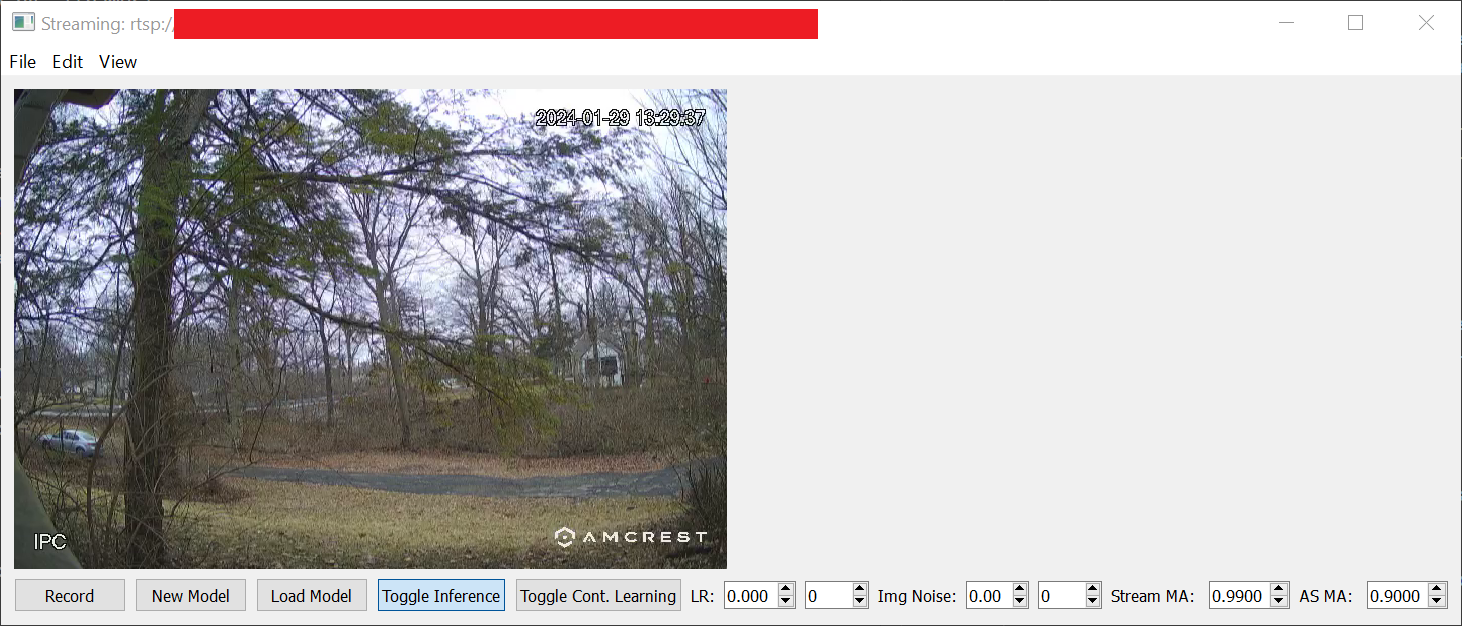 Streaming: rtsp://
File Edit View
2024-01-29 13:29:37
IPC
AMCREST
Record New Model Load Model Toggle Inference Toggle Cont. Learning LR: 0.000 0 Img Noise: 0.00 0 Stream MA: 0.9900 AS MA: 0.9000